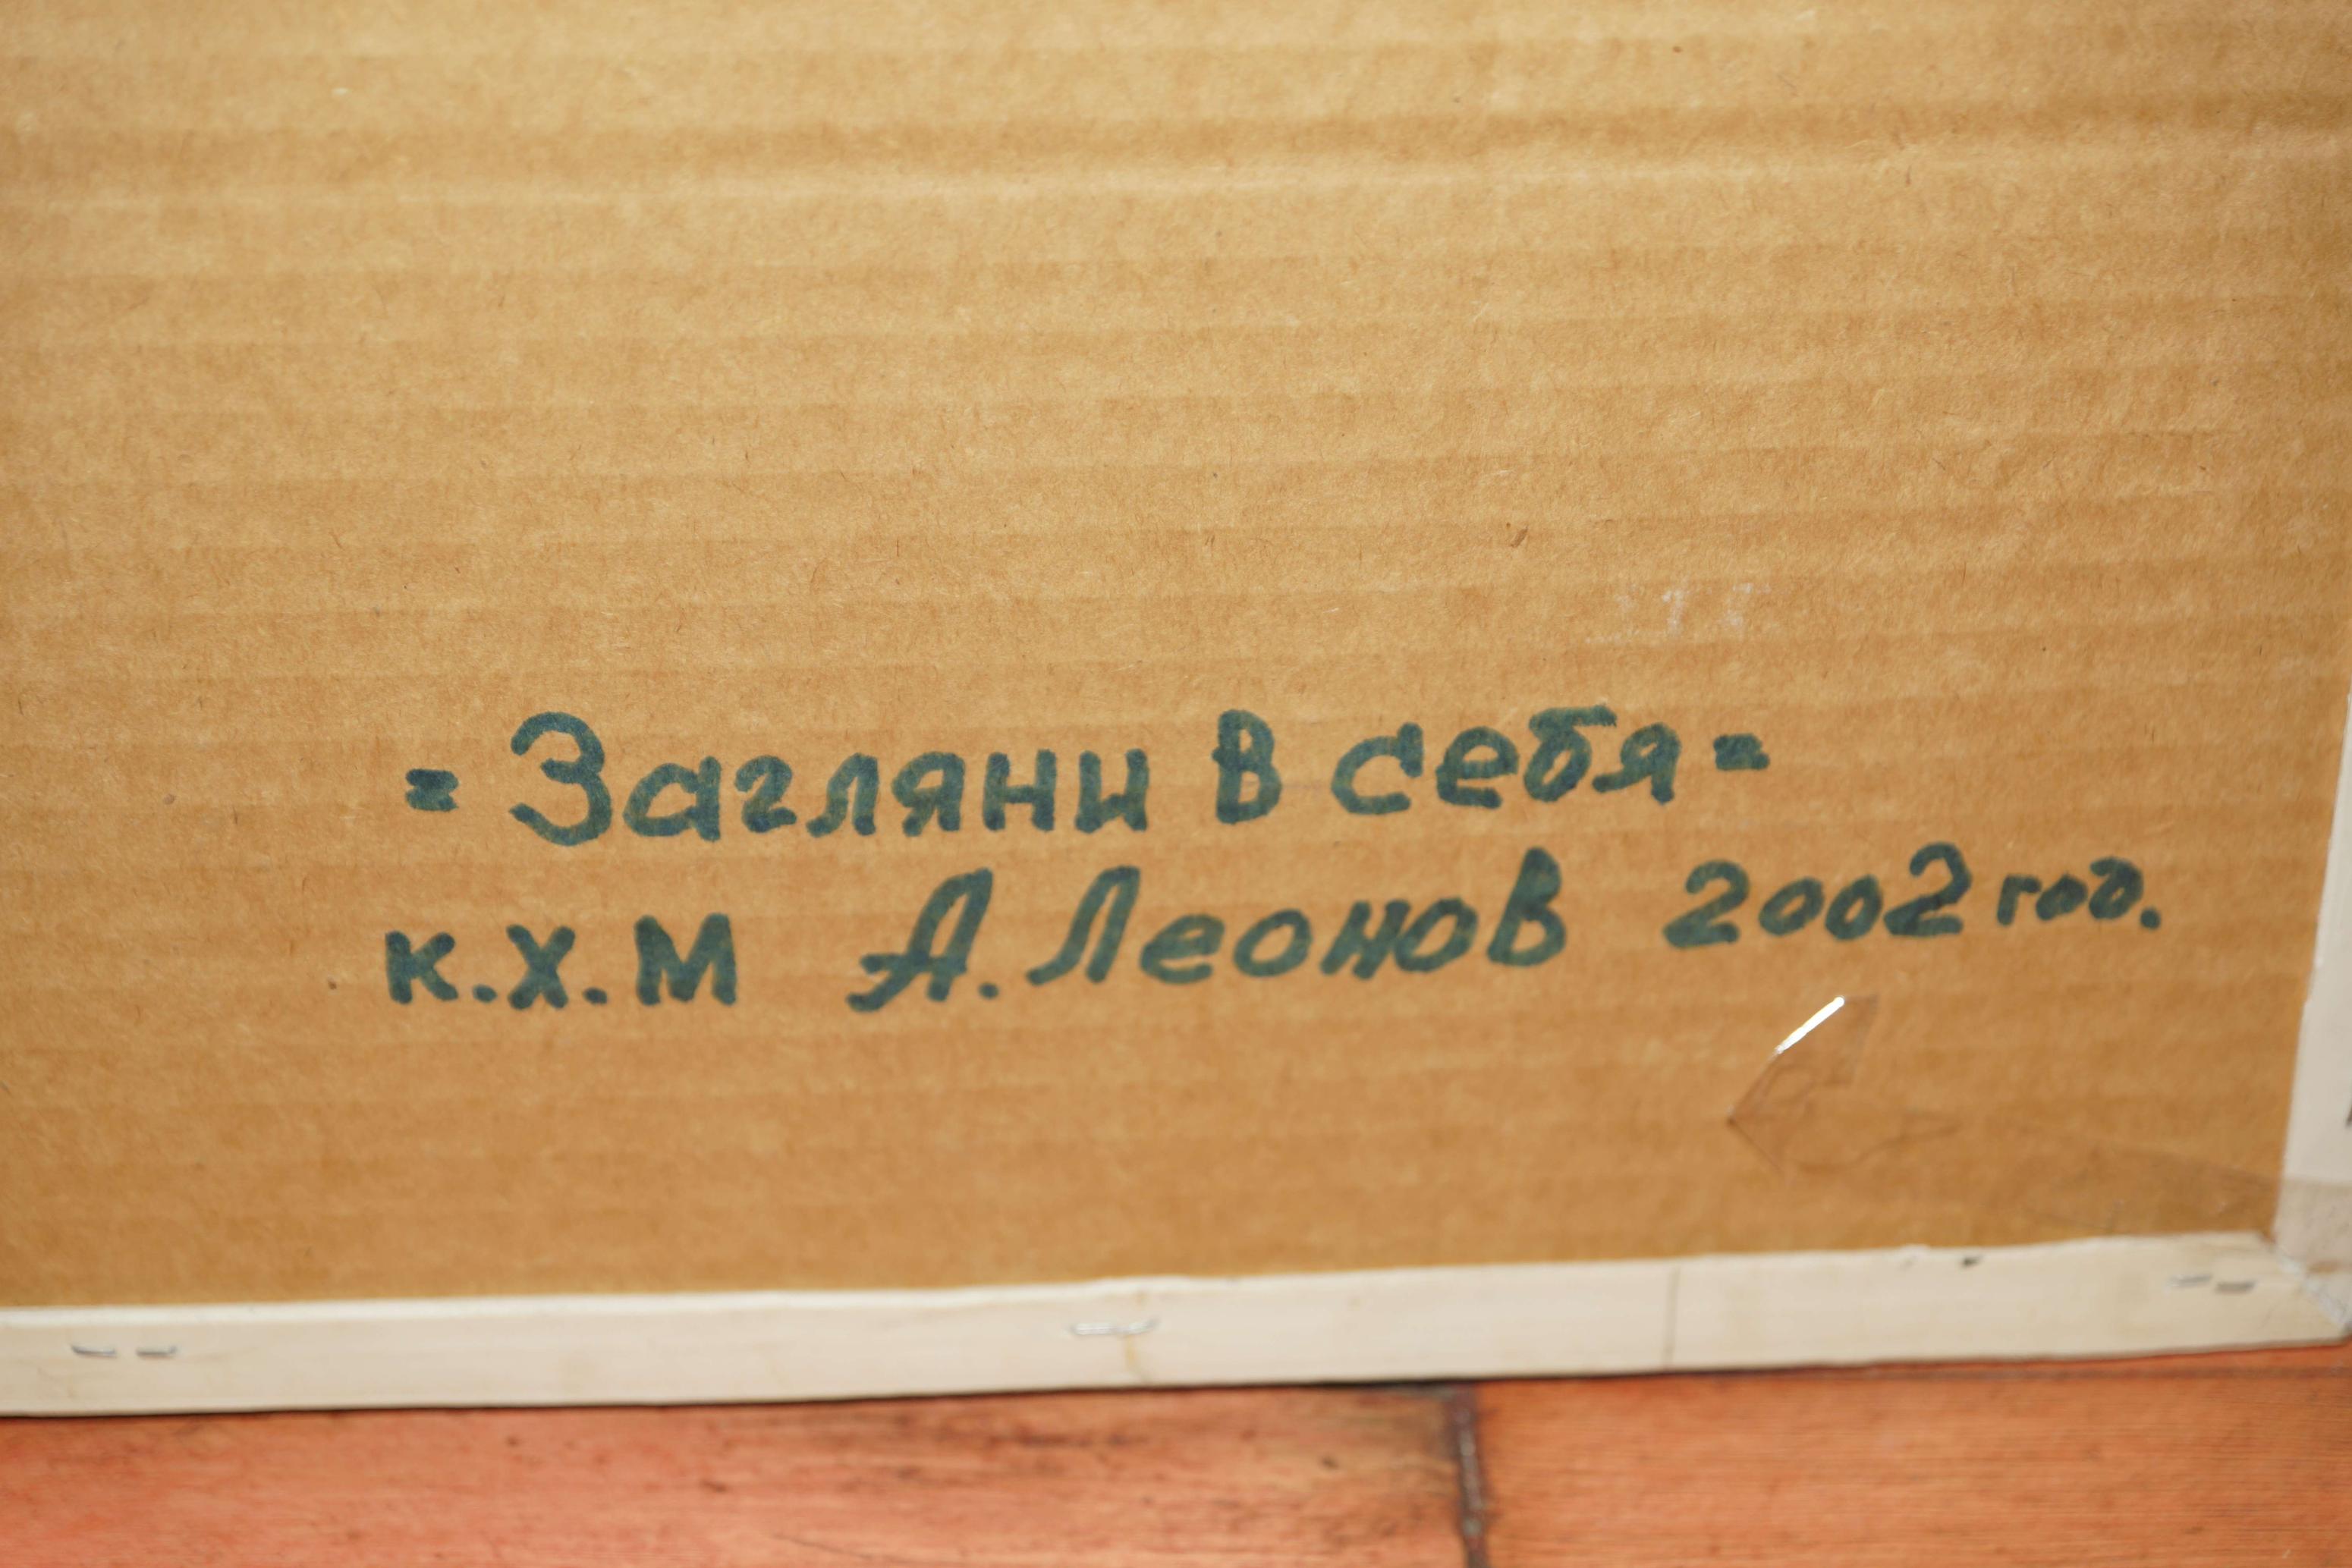 = Загляни в себя =
К.Х.М А.Леонов 2002 год.